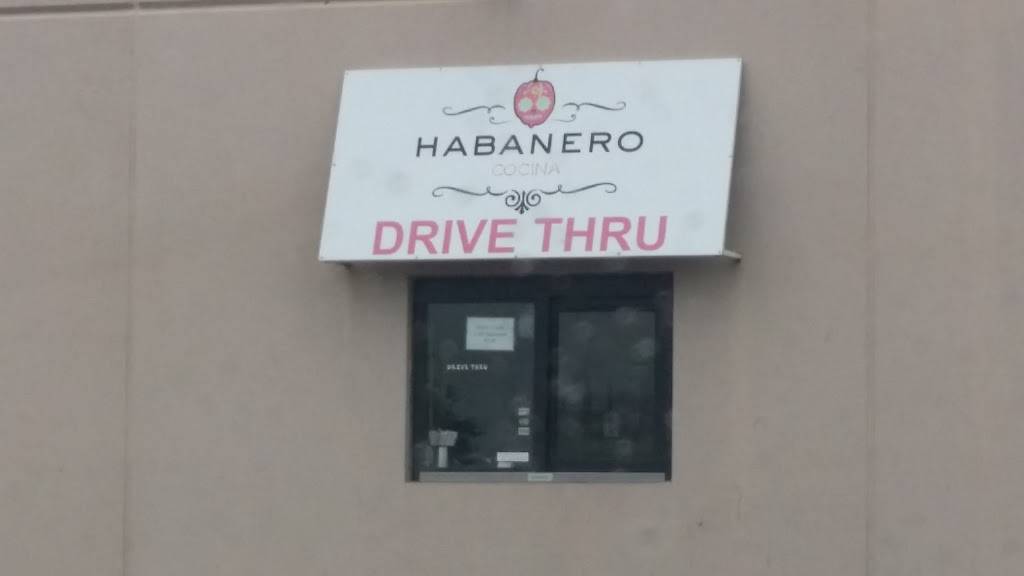 HABANERO
COCINA
DRIVE THRU
DRIVE THRU